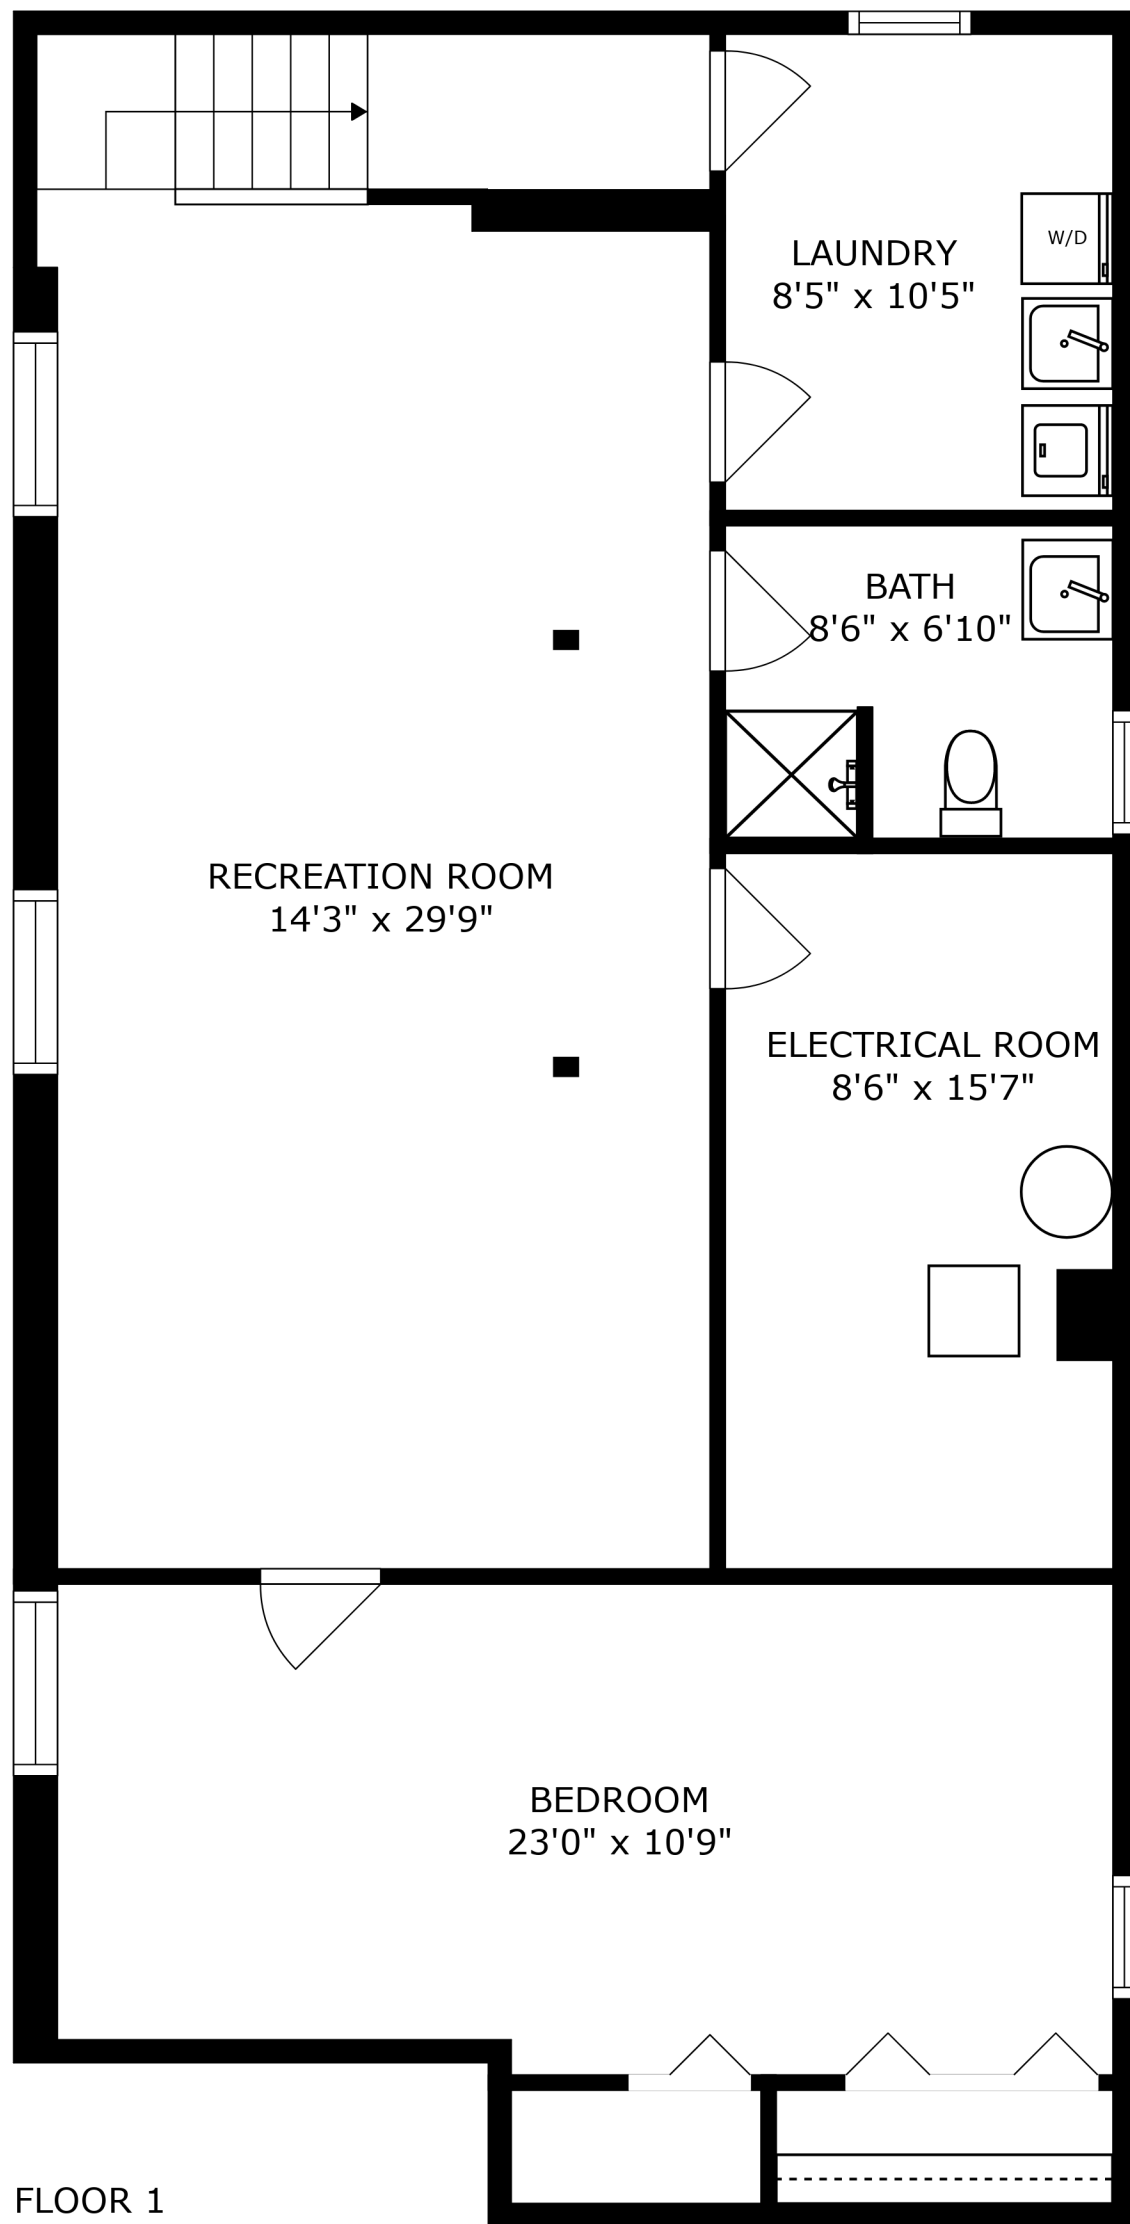 W/D
LAUNDRY
8'5" x 10'5"
BATH
8'6" x 6'10"
RECREATION ROOM
14'3" x 29'9"
ELECTRICAL ROOM
8'6" x 15'7"
BEDROOM
23'0" x 10'9"
FLOOR 1